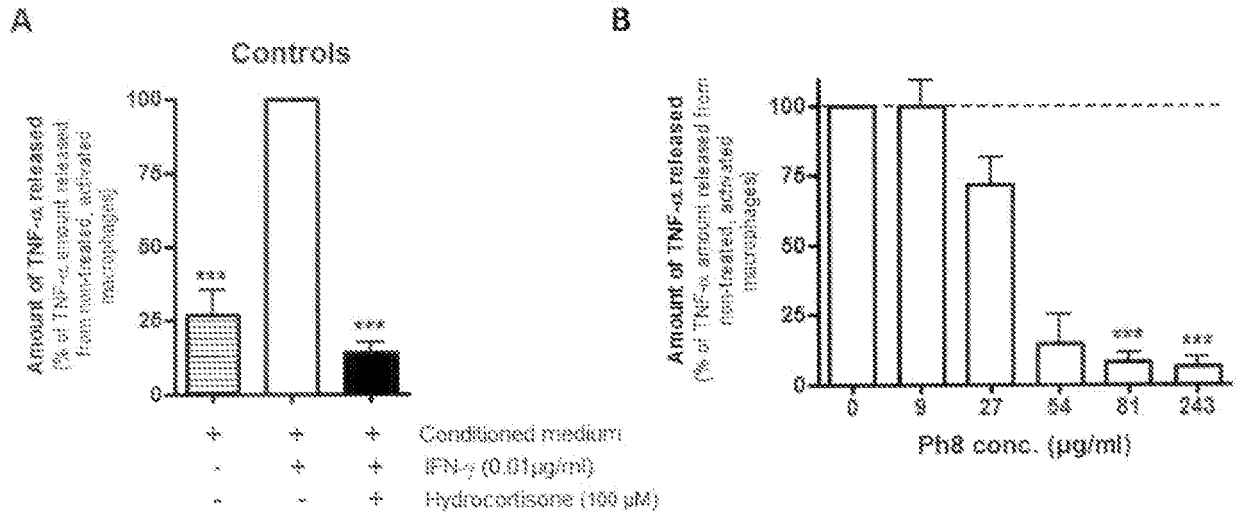 A
Controls
Amount of TNF-α released
(% of TNF-α amount released
from non-treated, activated
macrophages)
100
75
50
25
0
***
***
+ + + Conditioned medium
- + + IFN-γ (0.01µg/ml)
- - + Hydrocortisone (100 µM)
B
Amount of TNF-α released
(% of TNF-α amount released from
non-treated, activated
macrophages)
100
75
50
25
0
***
***
0 9 27 54 81 243
Ph8 conc. (µg/ml)